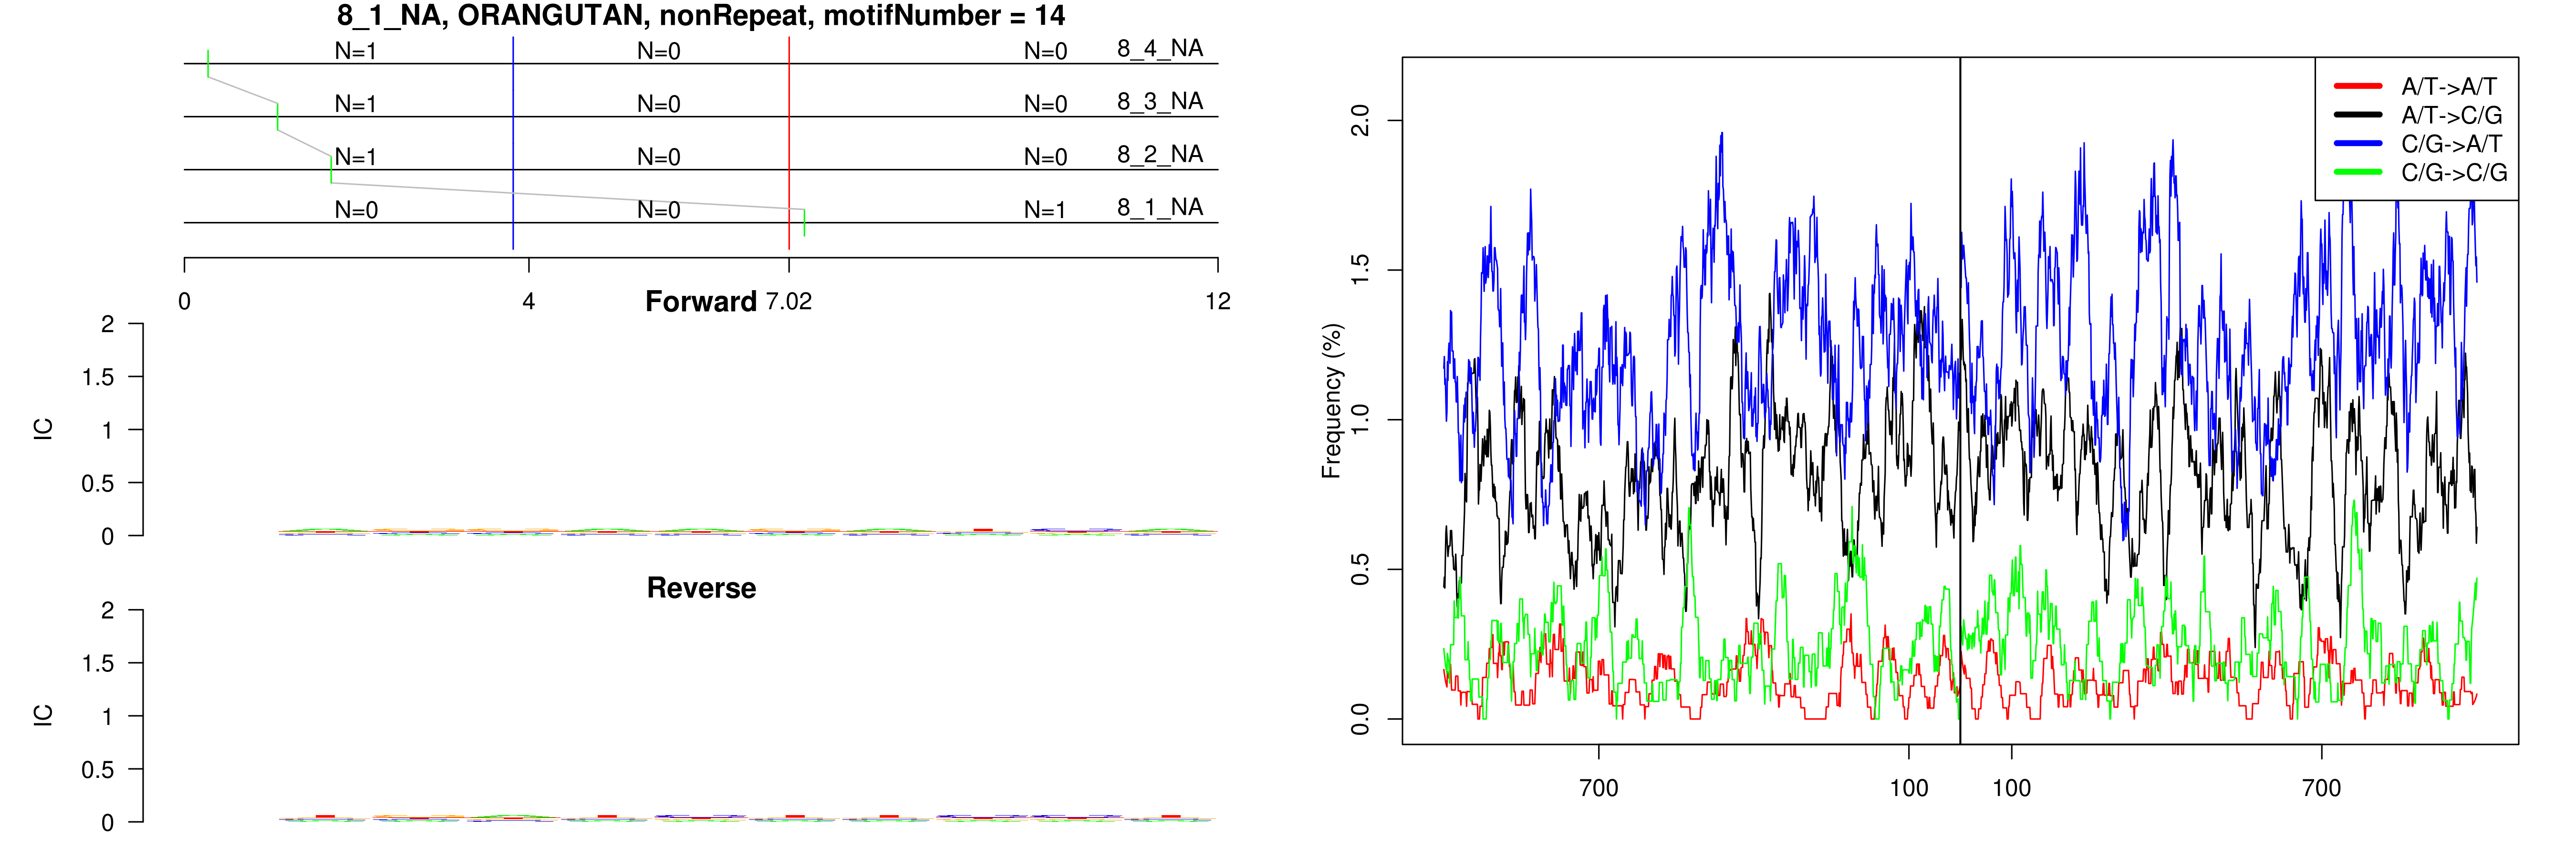 8_1_NA, ORANGUTAN, nonRepeat, motifNumber = 14
N=1 N=0 N=0 8_4_NA
N=1 N=0 N=0 8_3_NA
N=1 N=0 N=0 8_2_NA
N=0 N=0 N=1 8_1_NA
0 4 7.02 12
Forward
2
1.5
1
0.5
0
IC
Reverse
2
1.5
1
0.5
0
IC
A/T->A/T
A/T->C/G
C/G->A/T
C/G->C/G
2.0
1.5
1.0
0.5
0.0
Frequency (%)
700 100 100 700